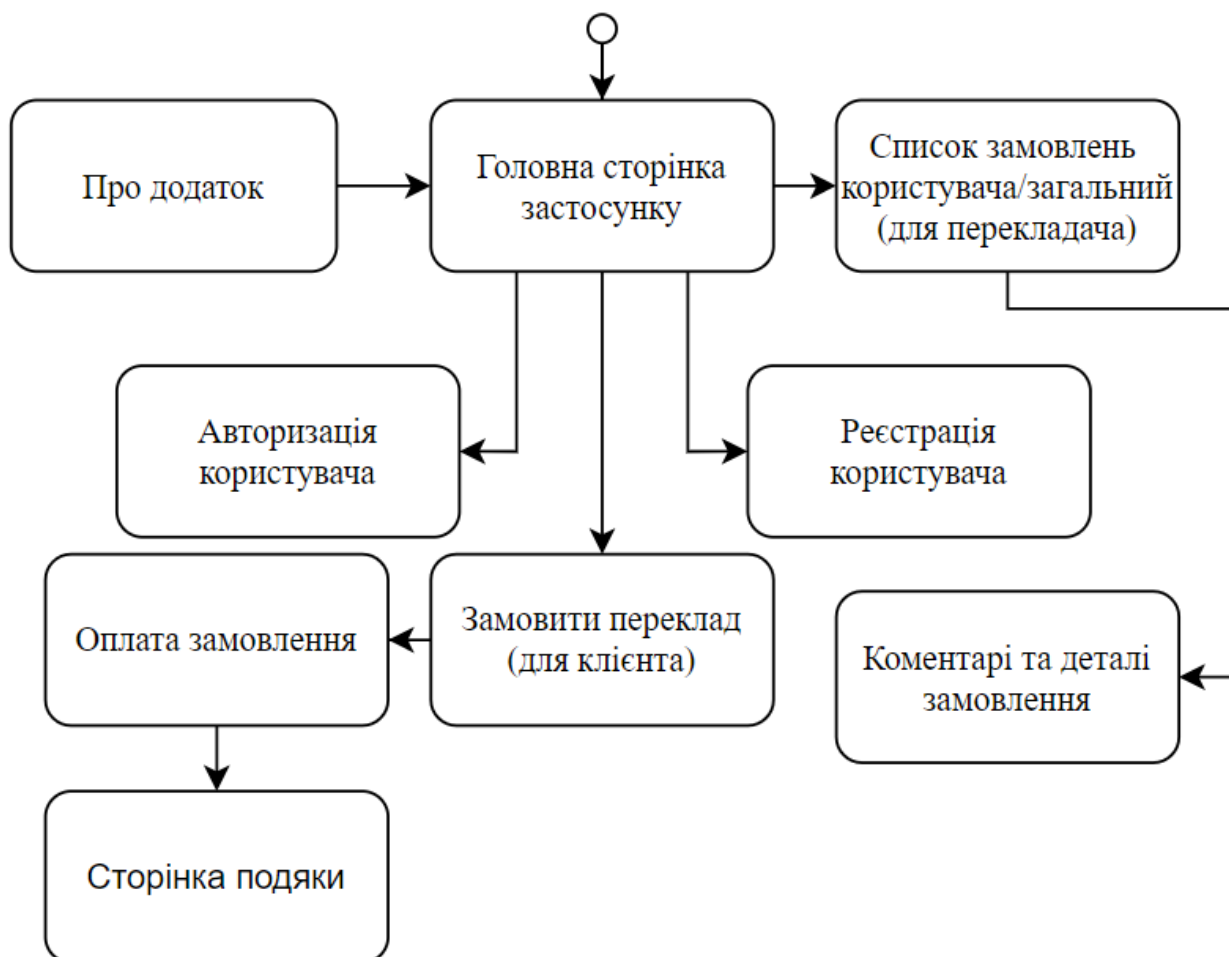 Про додаток
Головна сторінка
застосунку
Список замовлень
користувача/загальний
(для перекладача)
Авторизація
користувача
Реєстрація
користувача
Оплата замовлення
Замовити переклад
(для клієнта)
Коментарі та деталі
замовлення
Сторінка подяки